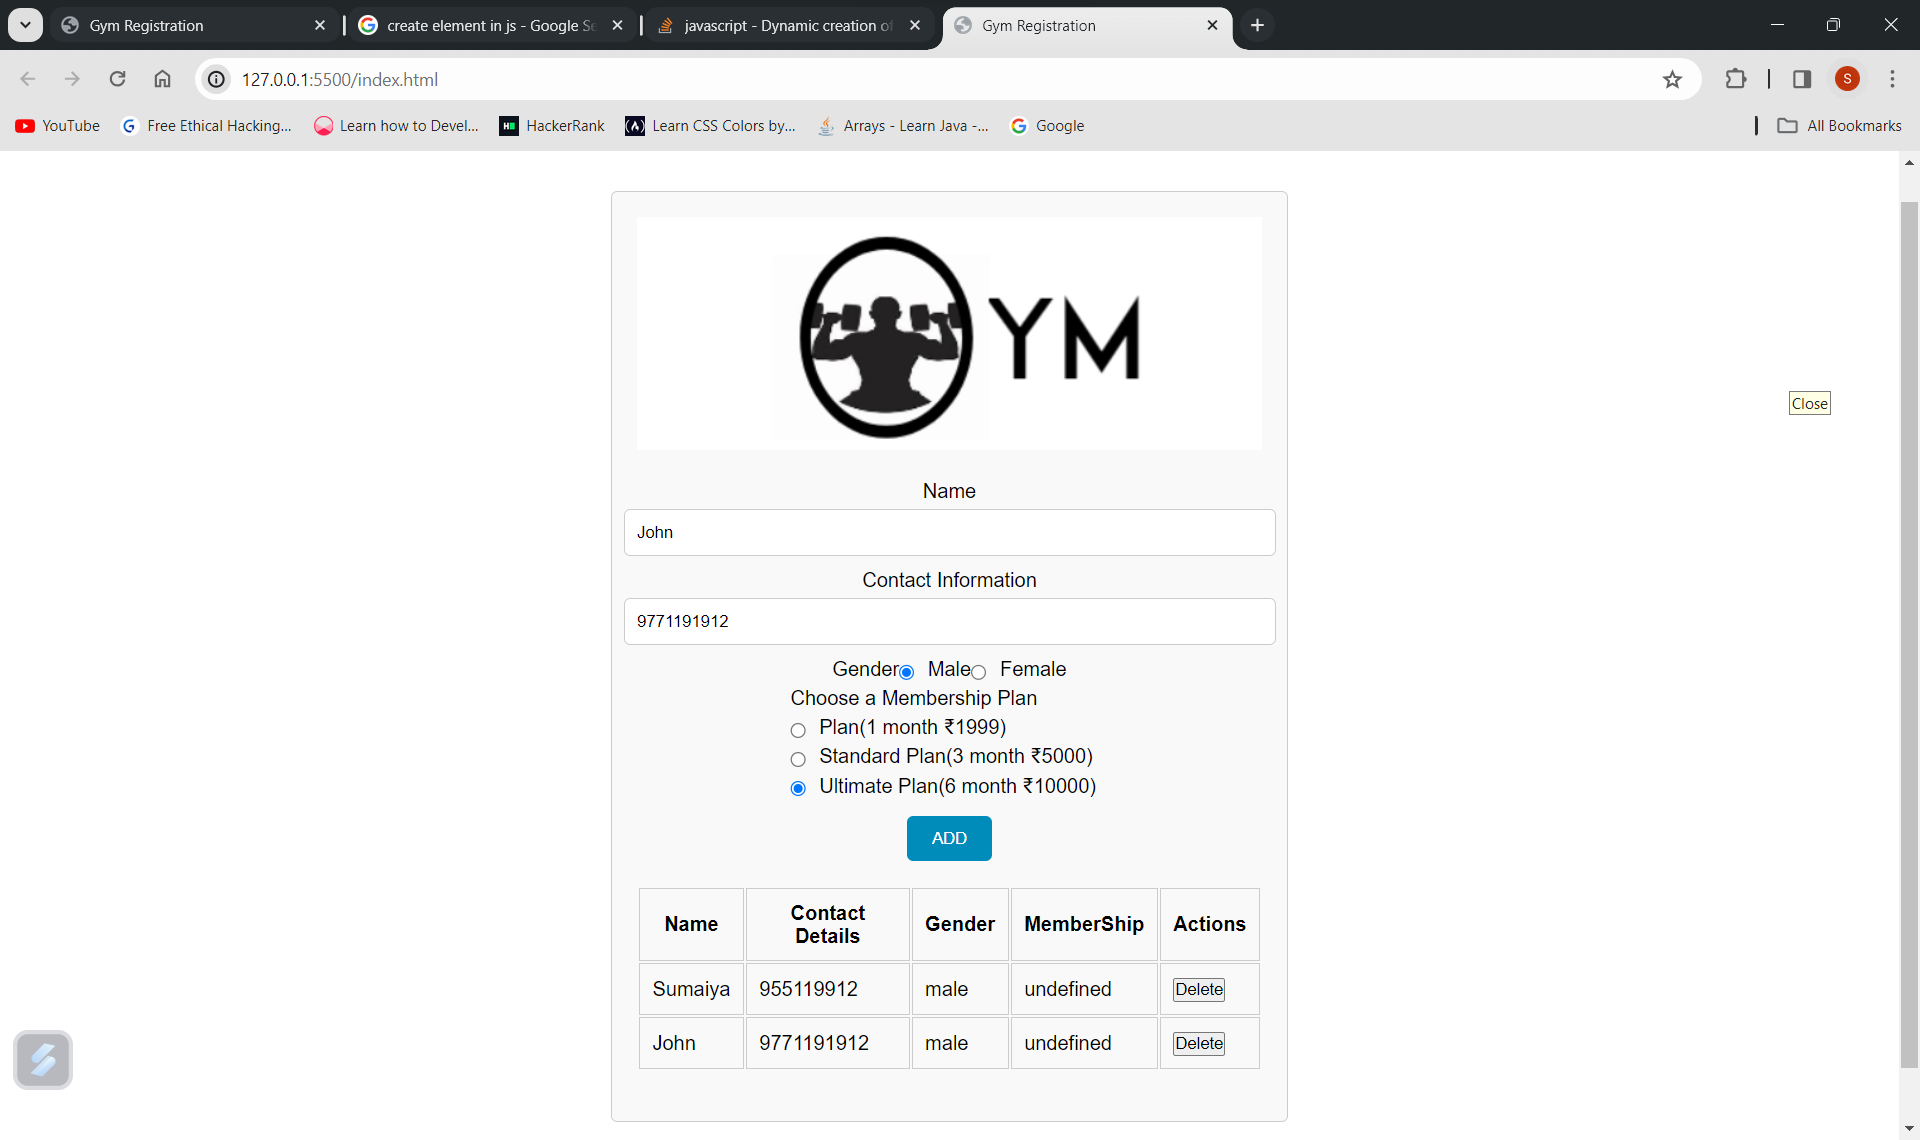 Gym Registration
create element in js - Google Se
javascript - Dynamic creation of
Gym Registration
127.0.0.1:5500/index.html
S
YouTube
Free Ethical Hacking...
Learn how to Devel...
HackerRank
Learn CSS Colors by...
Arrays - Learn Java -...
Google
All Bookmarks
YM
Close
Name
John
Contact Information
9771191912
Gender Male Female
Choose a Membership Plan
Plan(1 month ₹1999)
Standard Plan(3 month ₹5000)
Ultimate Plan(6 month ₹10000)
ADD
Name Contact Details Gender MemberShip Actions
Sumaiya 955119912 male undefined Delete
John 9771191912 male undefined Delete